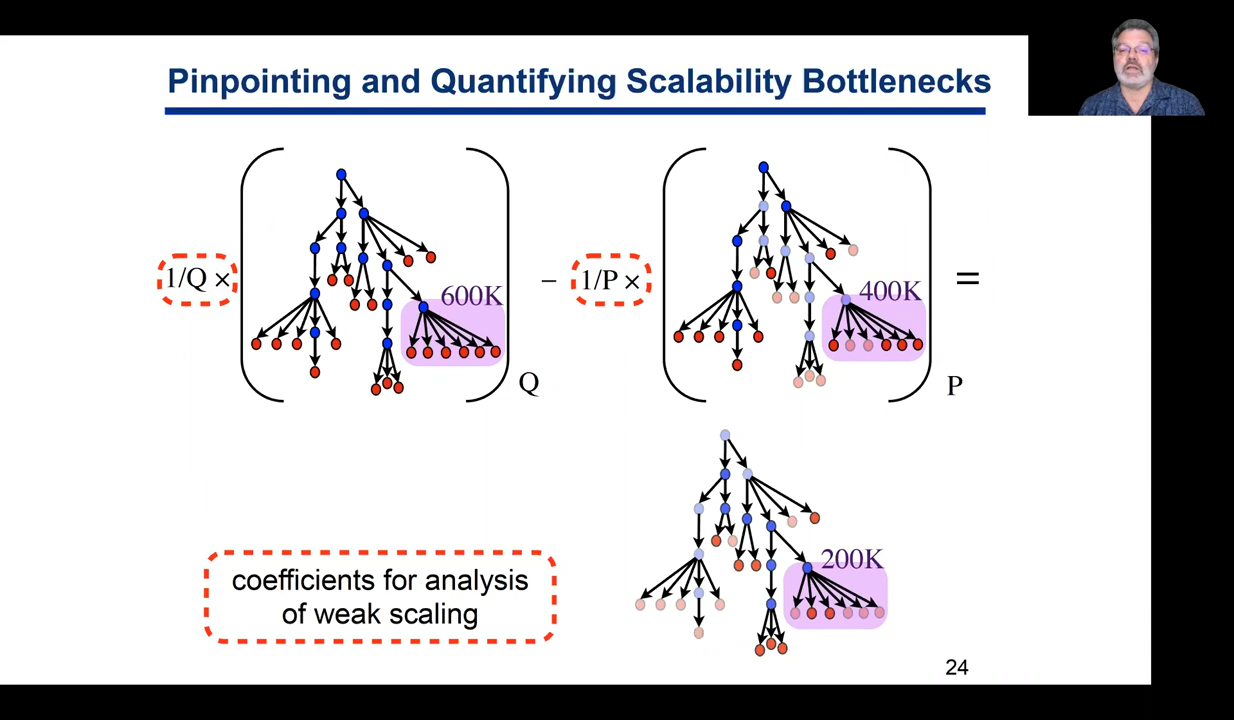 Pinpointing and Quantifying Scalability Bottlenecks
1/Q ×
600K
Q
– 1/P ×
400K
P
=
coefficients for analysis
of weak scaling
200K
24